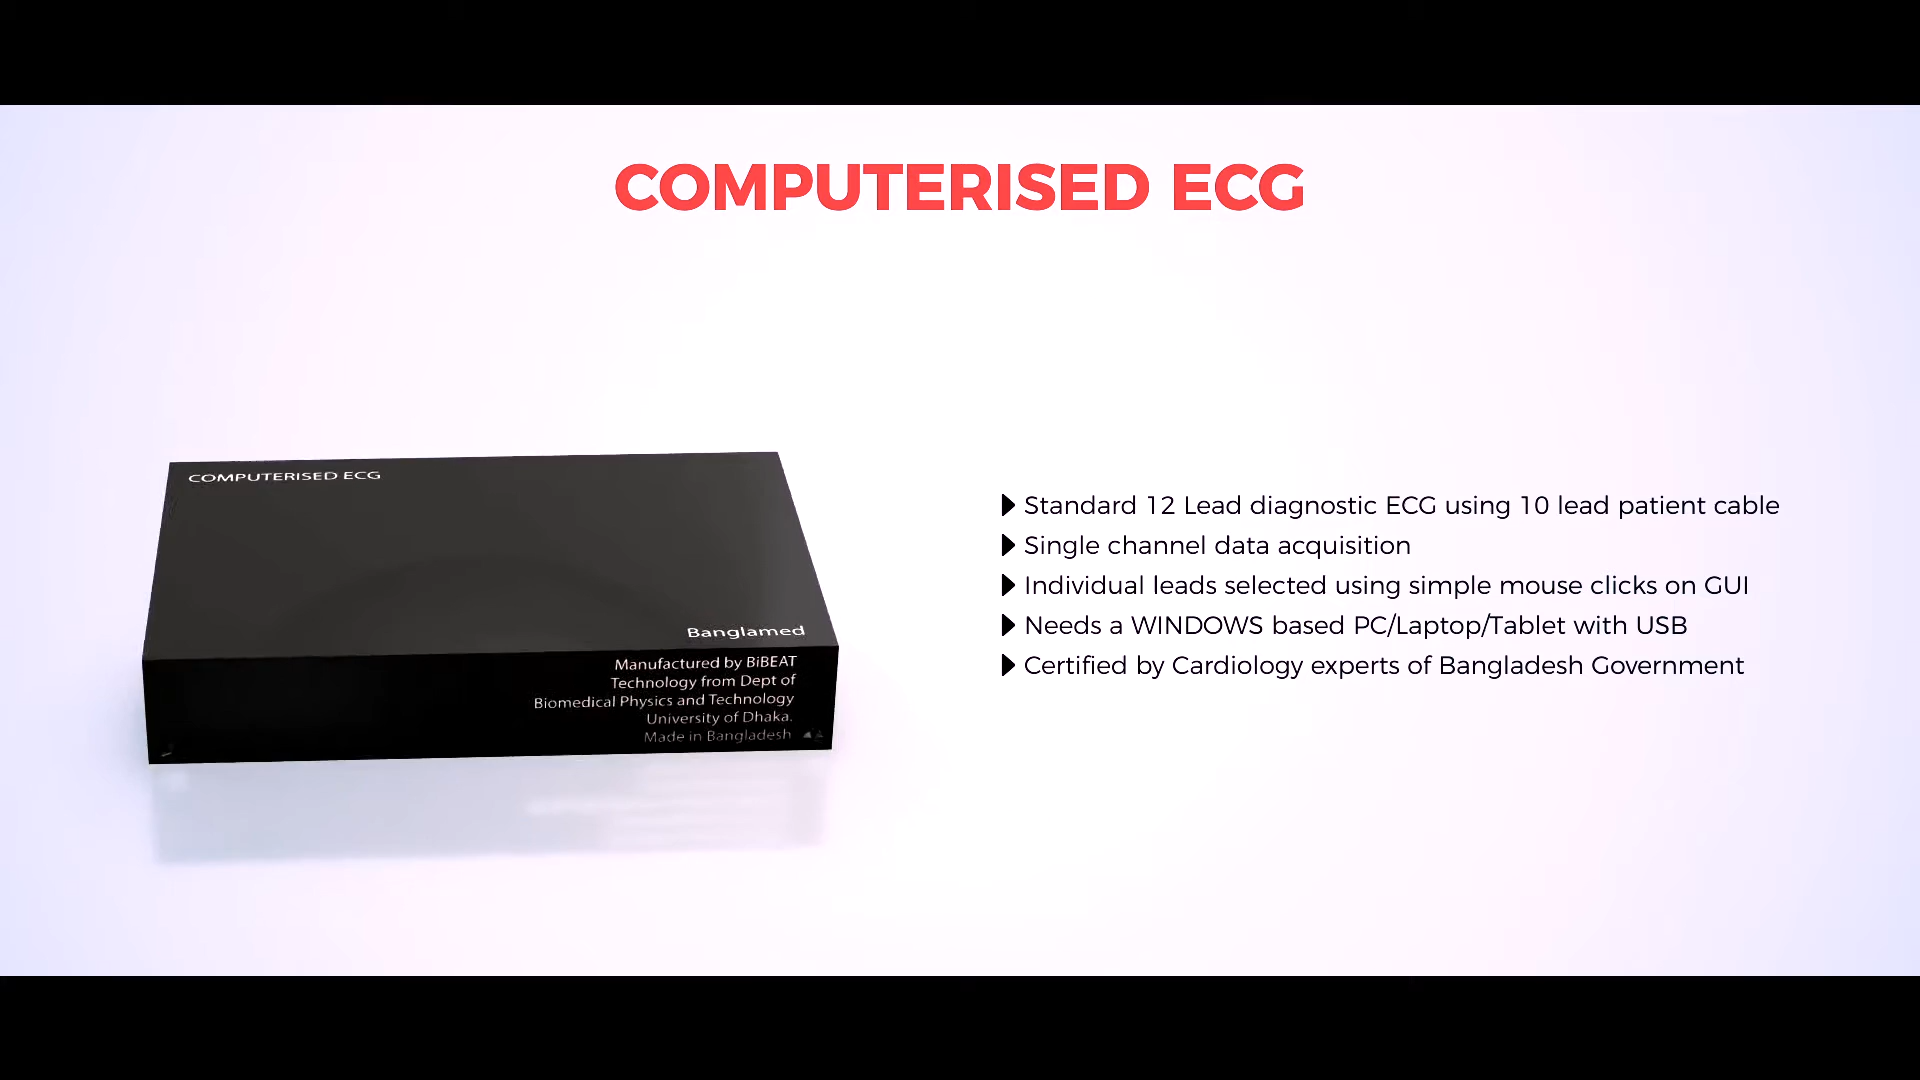 COMPUTERISED ECG
COMPUTERISED ECG
Banglamed
Manufactured by BiBEAT
Technology from Dept of
Biomedical Physics and Technology
University of Dhaka.
Made in Bangladesh
Standard 12 Lead diagnostic ECG using 10 lead patient cable
Single channel data acquisition
Individual leads selected using simple mouse clicks on GUI
Needs a WINDOWS based PC/Laptop/Tablet with USB
Certified by Cardiology experts of Bangladesh Government